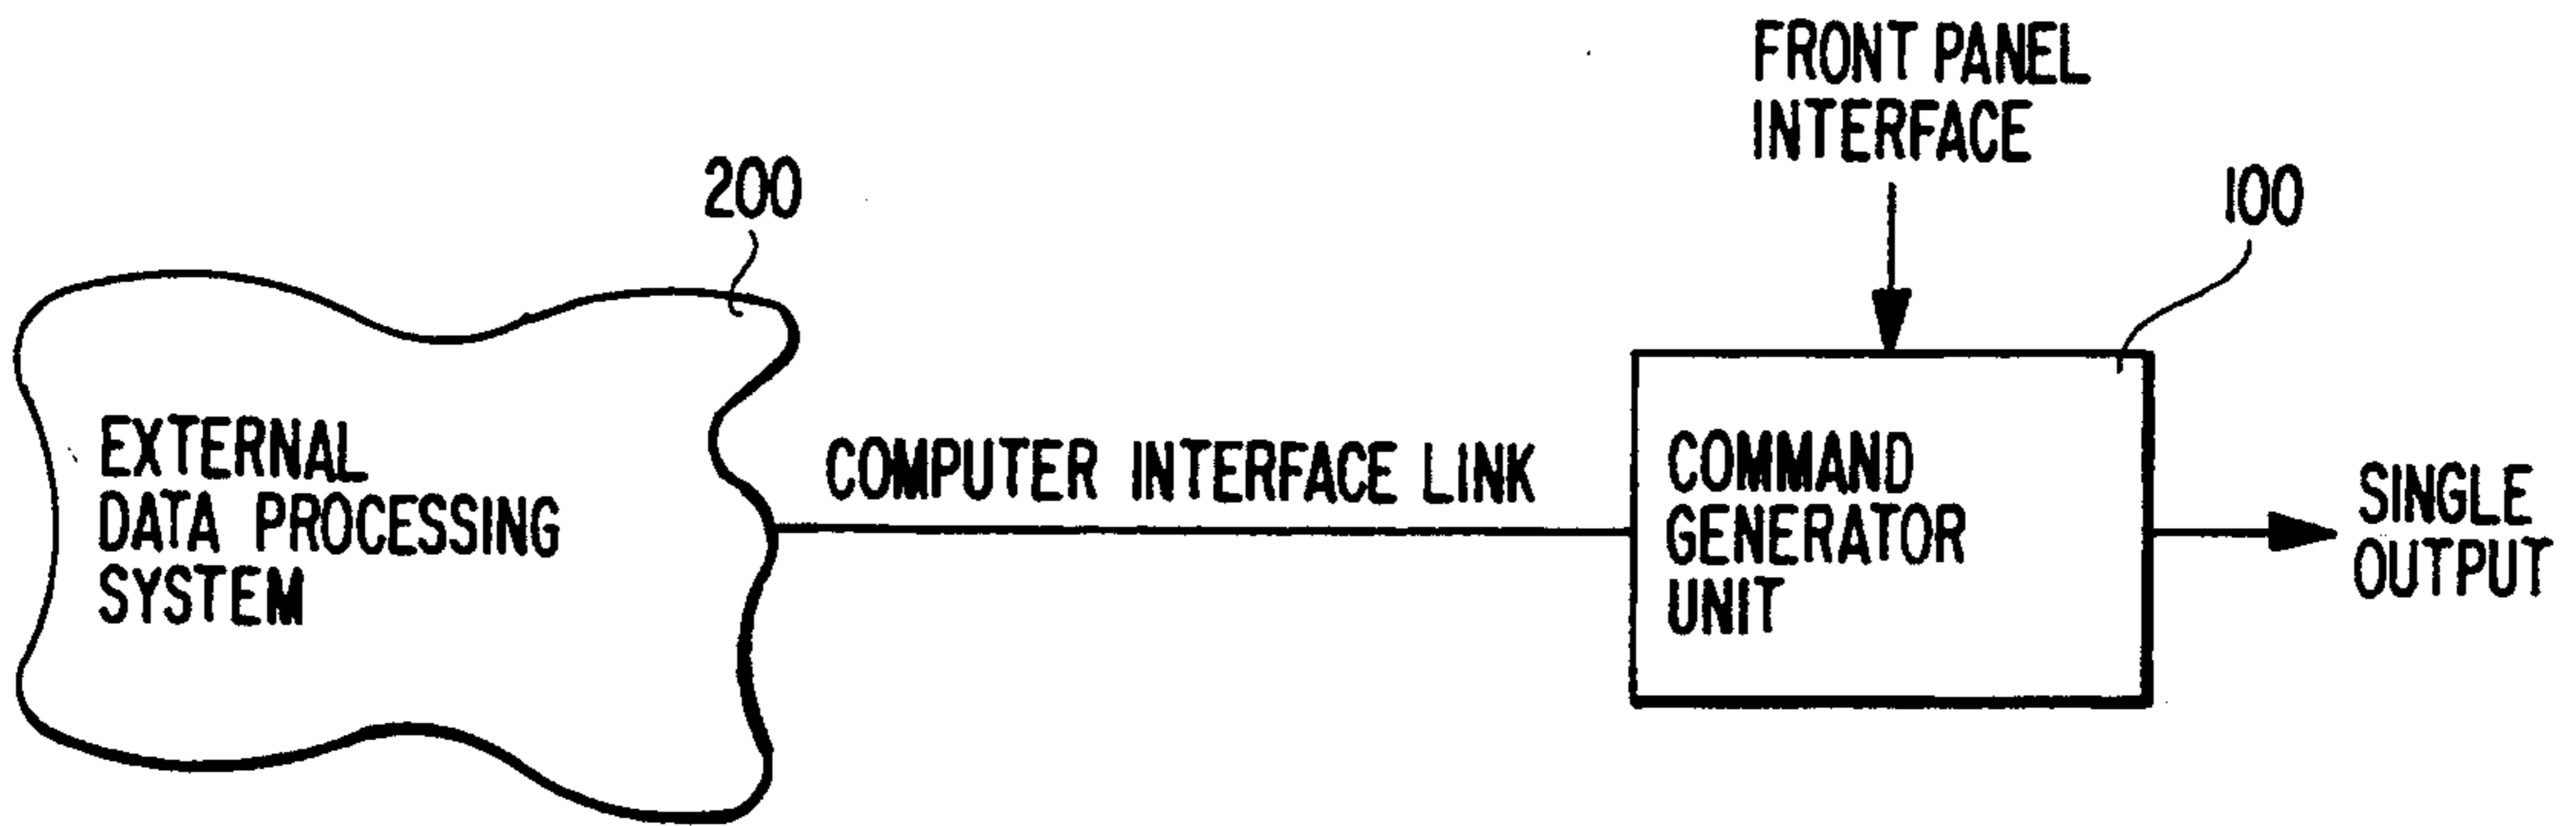 FRONT PANEL
INTERFACE
200
100
EXTERNAL
DATA PROCESSING
SYSTEM
COMPUTER INTERFACE LINK
COMMAND
GENERATOR
UNIT
SINGLE
OUTPUT